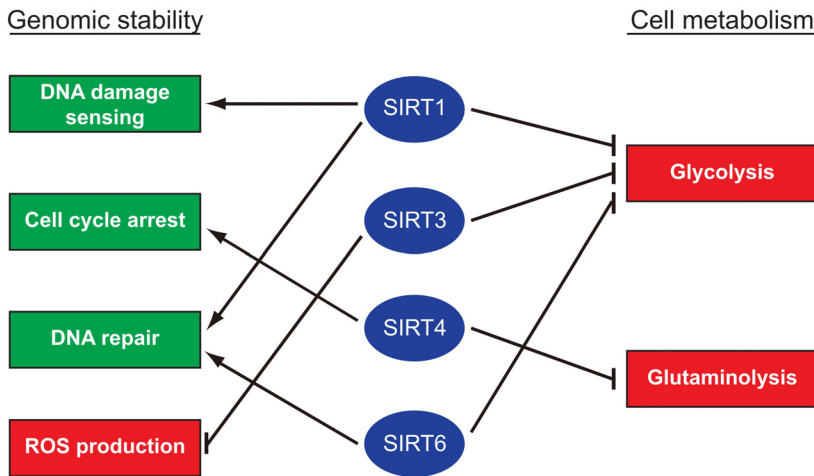 Genomic stability
Cell metabolism
DNA damage
sensing
SIRT1
Glycolysis
Cell cycle arrest
SIRT3
DNA repair
SIRT4
Glutaminolysis
ROS production
SIRT6